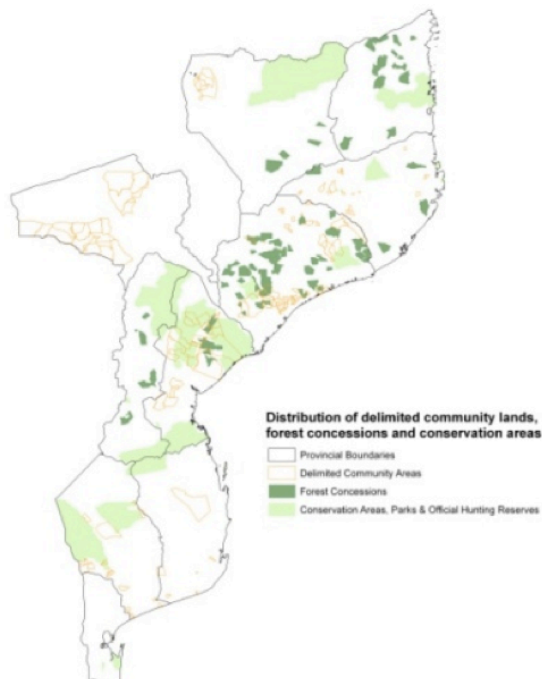 Distribution of delimited community lands,
forest concessions and conservation areas
Provincial Boundaries
Delimited Community Areas
Forest Concessions
Conservation Areas, Parks & Official Hunting Reserves